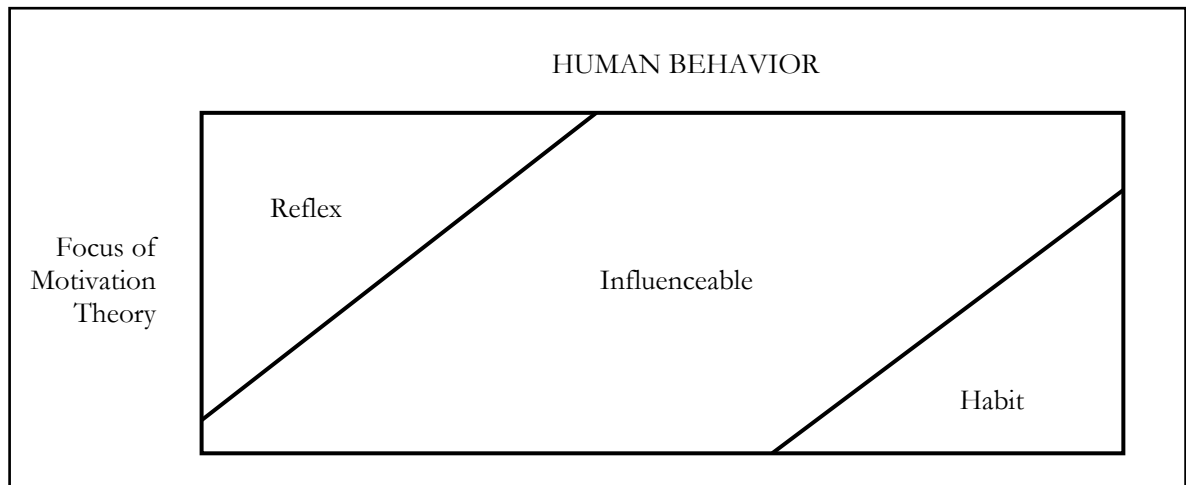 HUMAN BEHAVIOR
Reflex
Focus of
Motivation
Theory
Influenceable
Habit